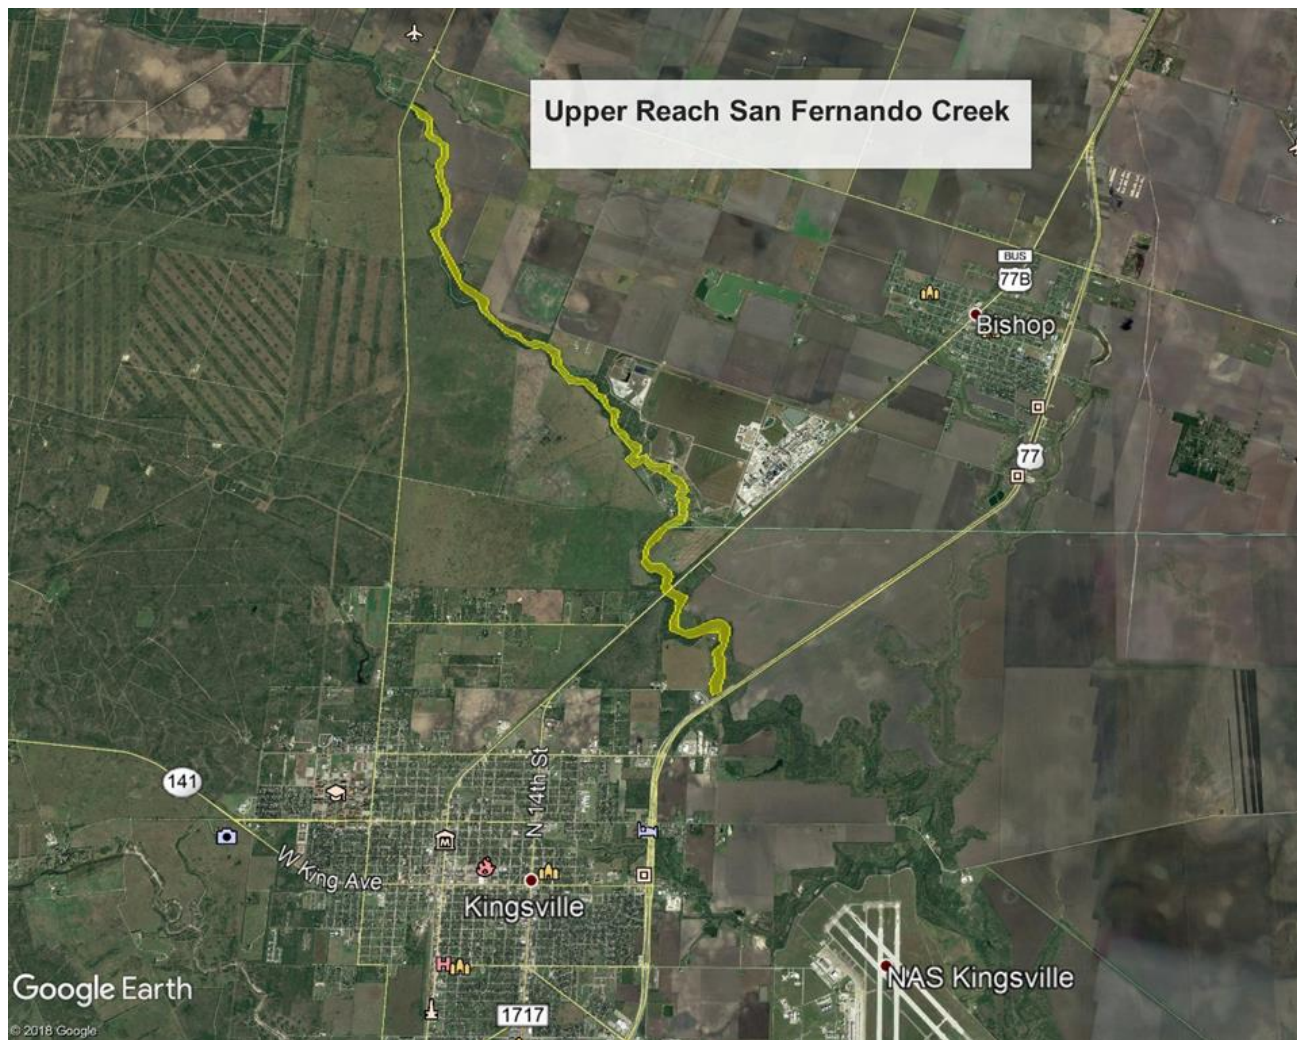 Upper Reach San Fernando Creek
BUS
77B
Bishop
77
141
N 14th St
W King Ave
M
Kingsville
H
NAS Kingsville
1717
Google Earth
© 2018 Google